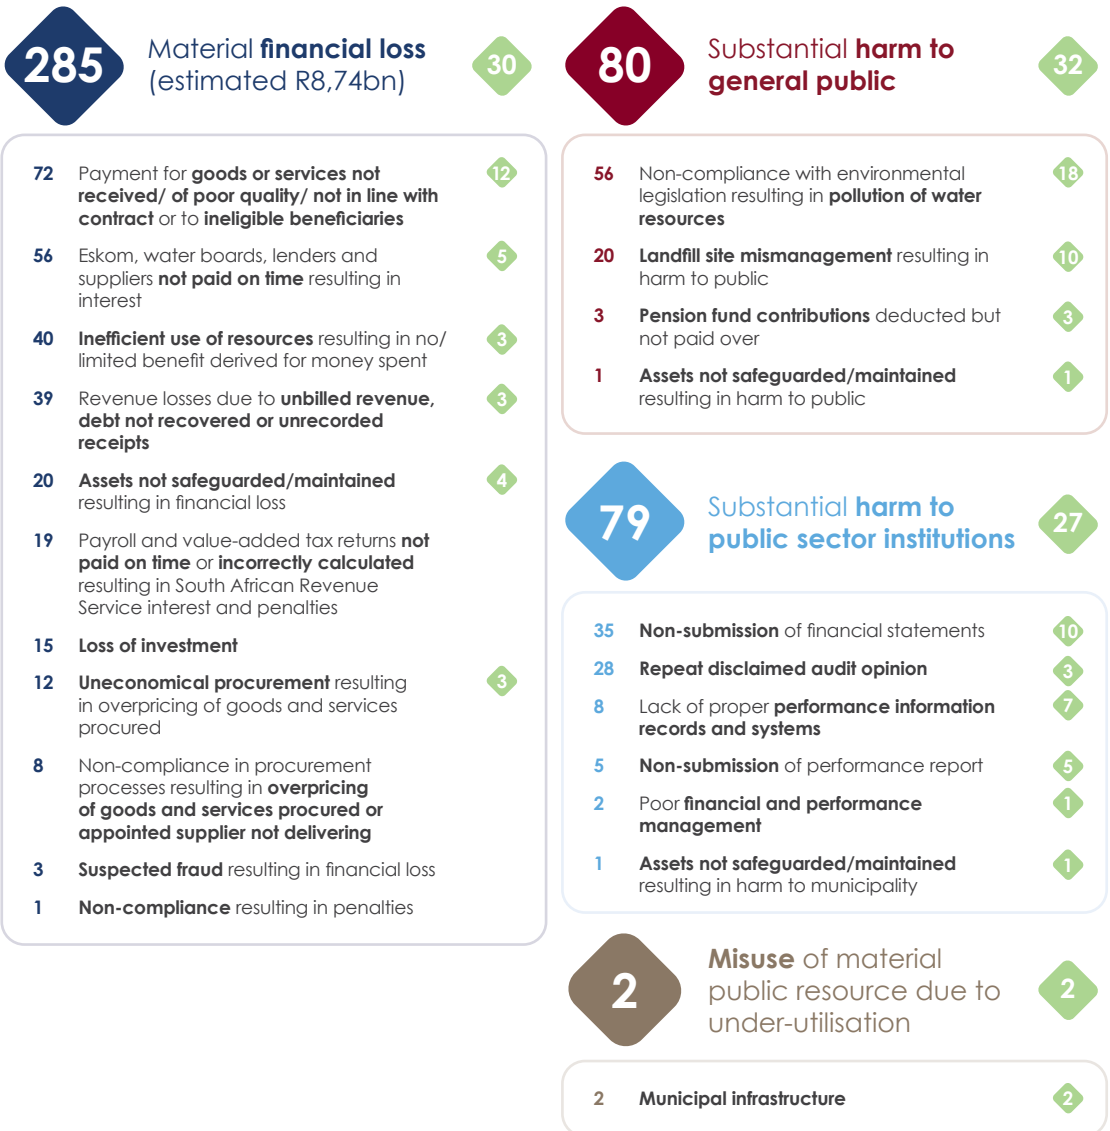 285
Material financial loss
(estimated R8,74bn)
30
72 Payment for goods or services not
received/ of poor quality/ not in line with
contract or to ineligible beneficiaries
12
56 Eskom, water boards, lenders and
suppliers not paid on time resulting in
interest
5
40 Inefficient use of resources resulting in no/
limited benefit derived for money spent
3
39 Revenue losses due to unbilled revenue,
debt not recovered or unrecorded
receipts
3
20 Assets not safeguarded/maintained
resulting in financial loss
4
19 Payroll and value-added tax returns not
paid on time or incorrectly calculated
resulting in South African Revenue
Service interest and penalties
15 Loss of investment
12 Uneconomical procurement resulting
in overpricing of goods and services
procured
3
8 Non-compliance in procurement
processes resulting in overpricing
of goods and services procured or
appointed supplier not delivering
3 Suspected fraud resulting in financial loss
1 Non-compliance resulting in penalties
80
Substantial harm to
general public
32
56 Non-compliance with environmental
legislation resulting in pollution of water
resources
18
20 Landfill site mismanagement resulting in
harm to public
10
3 Pension fund contributions deducted but
not paid over
3
1 Assets not safeguarded/maintained
resulting in harm to public
1
79
Substantial harm to
public sector institutions
27
35 Non-submission of financial statements
10
28 Repeat disclaimed audit opinion
3
8 Lack of proper performance information
records and systems
7
5 Non-submission of performance report
5
2 Poor financial and performance
management
1
1 Assets not safeguarded/maintained
resulting in harm to municipality
1
2
Misuse of material
public resource due to
under-utilisation
2
2 Municipal infrastructure
2